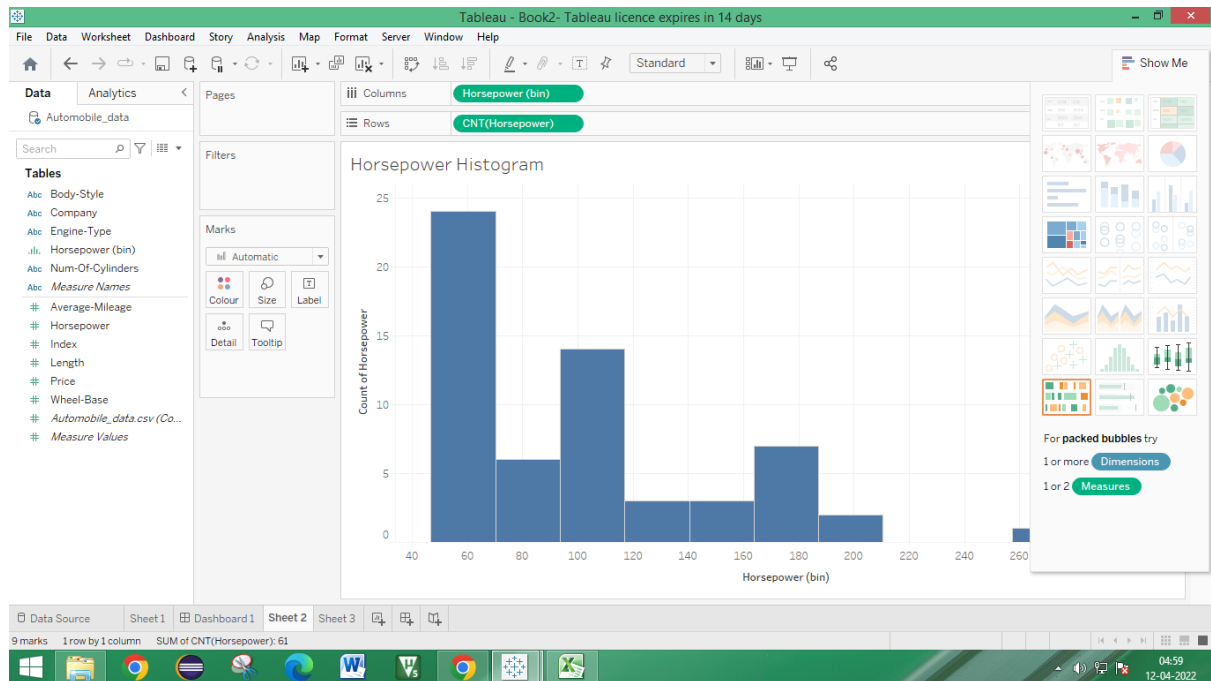 Tableau - Book2- Tableau licence expires in 14 days
File Data Worksheet Dashboard Story Analysis Map Format Server Window Help
Standard
Show Me
Data Analytics
Automobile_data
Search
Tables
Abc Body-Style
Abc Company
Abc Engine-Type
Horsepower (bin)
Abc Num-Of-Cylinders
Abc Measure Names
# Average-Mileage
# Horsepower
# Index
# Length
# Price
# Wheel-Base
# Automobile_data.csv (Co...
# Measure Values
Pages
Filters
Marks
Automatic
Colour Size Label
Detail Tooltip
Columns Horsepower (bin)
Rows CNT(Horsepower)
Horsepower Histogram
Count of Horsepower
25
20
15
10
5
0
40 60 80 100 120 140 160 180 200 220 240 260
Horsepower (bin)
For packed bubbles try
1 or more Dimensions
1 or 2 Measures
Data Source Sheet 1 Dashboard 1 Sheet 2 Sheet 3
9 marks 1 row by 1 column SUM of CNT(Horsepower): 61
04:59
12-04-2022